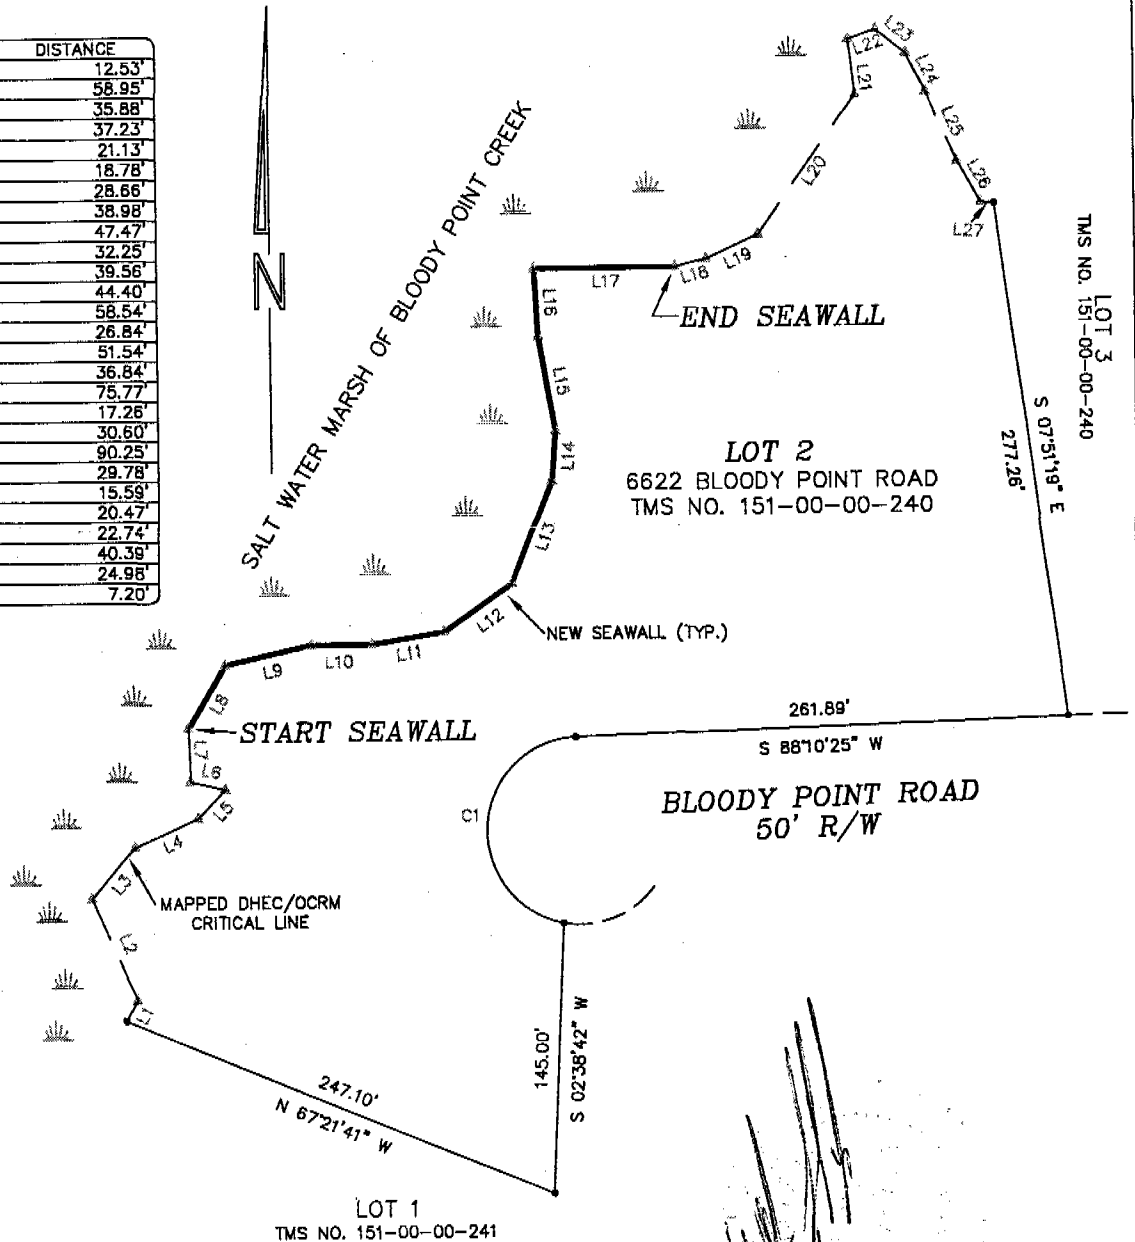 DISTANCE
12.53'
58.95'
35.88'
37.23'
21.13'
18.78'
28.66'
38.98'
47.47'
32.25'
39.56'
44.40'
58.54'
26.84'
51.54'
36.84'
75.77'
17.26'
30.60'
90.25'
29.78'
15.59'
20.47'
22.74'
40.39'
24.98'
7.20'
N
SALT WATER MARSH OF BLOODY POINT CREEK
L22
L23
L21
L24
L25
L20
L26
L27
L19
L18
L17
L16
END SEAWALL
L15
L14
L13
LOT 3
TMS NO. 151-00-00-240
S 07°51'19" E
277.26'
LOT 2
6622 BLOODY POINT ROAD
TMS NO. 151-00-00-240
L12
NEW SEAWALL (TYP.)
L11
L10
L9
L8
START SEAWALL
L7
L6
L5
L4
L3
MAPPED DHEC/OCRM
CRITICAL LINE
L2
L1
261.89'
S 88°10'25" W
C1
BLOODY POINT ROAD
50' R/W
145.00'
S 02°38'42" W
247.10'
N 67°21'41" W
LOT 1
TMS NO. 151-00-00-241